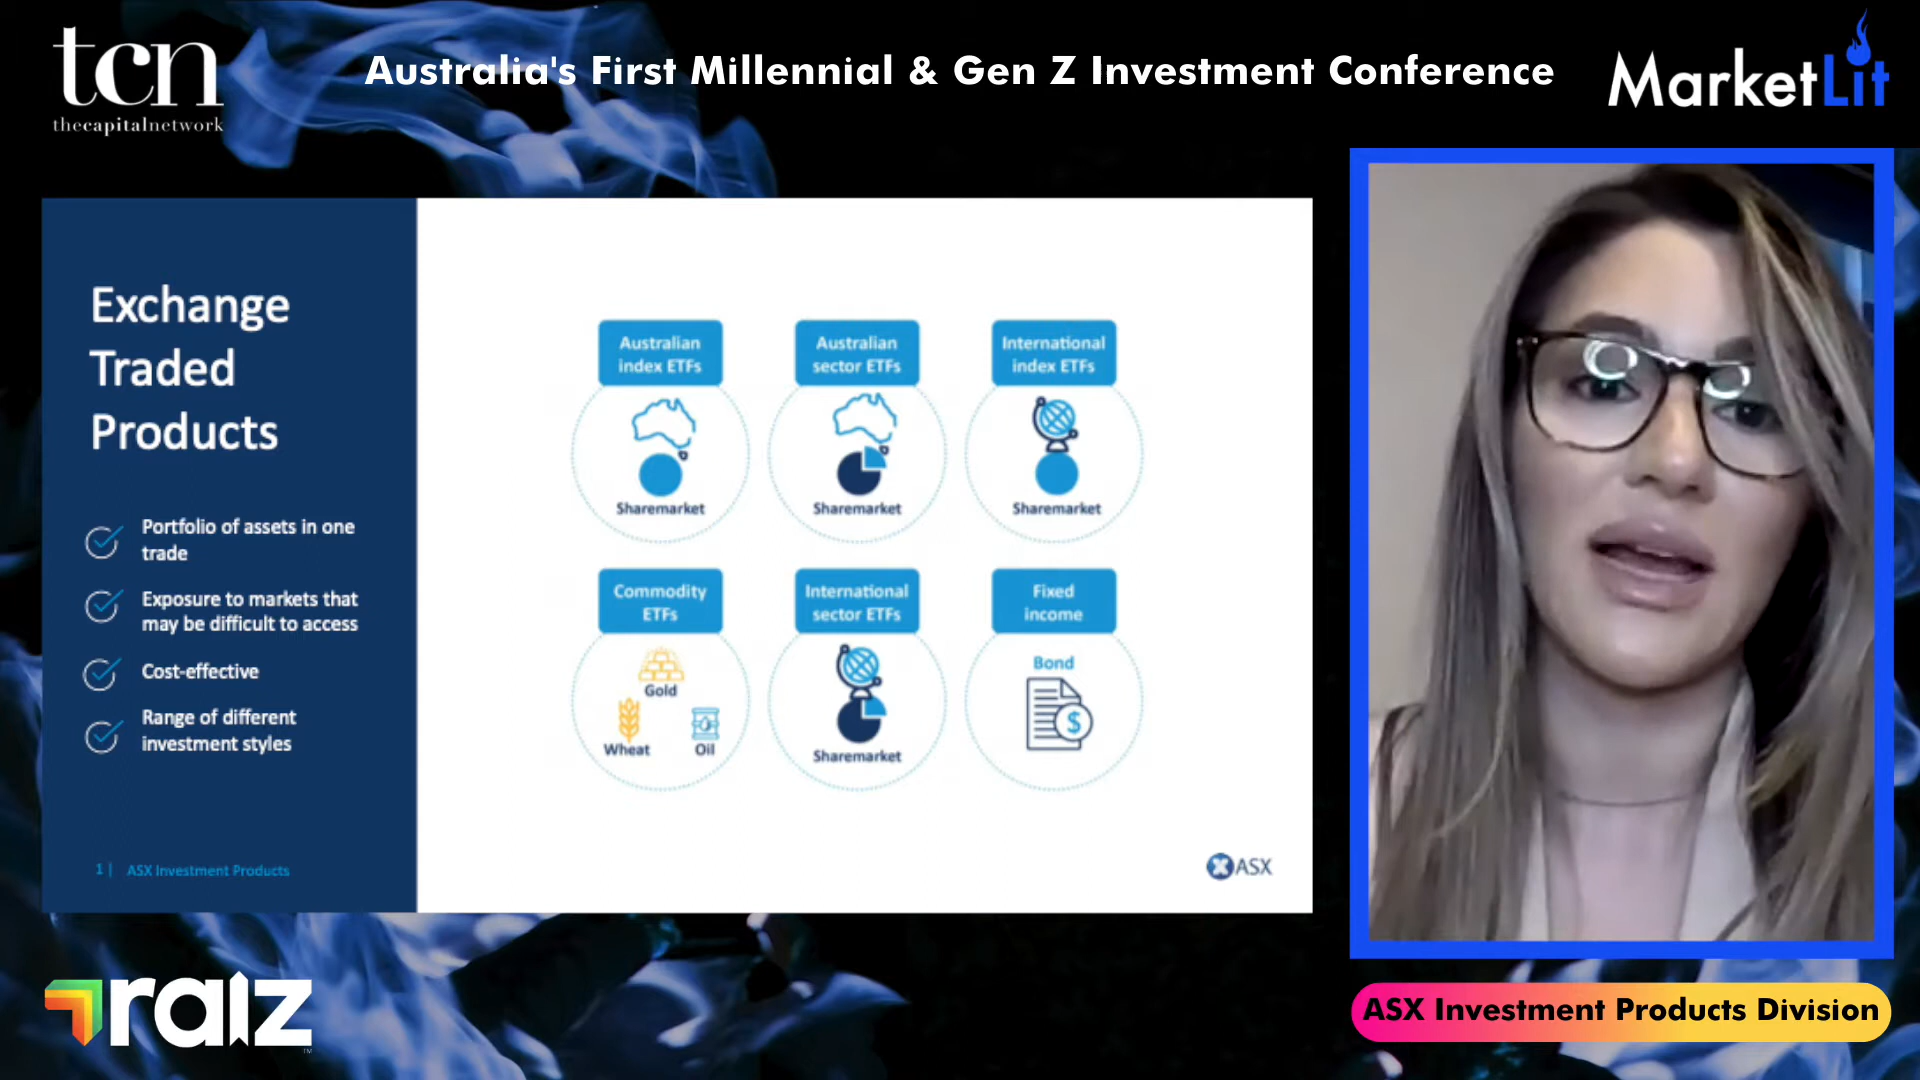 tcn
thecapitalnetwork
Australia's First Millennial & Gen Z Investment Conference
MarketLit
Exchange
Traded
Products
Portfolio of assets in one
trade
Exposure to markets that
may be difficult to access
Cost-effective
Range of different
investment styles
1 | ASX Investment Products
Australian
index ETFs
Sharemarket
Australian
sector ETFs
Sharemarket
International
index ETFs
Sharemarket
Commodity
ETFs
Gold
Wheat
Oil
International
sector ETFs
Sharemarket
Fixed
income
Bond
$
ASX
raiz
TM
ASX Investment Products Division